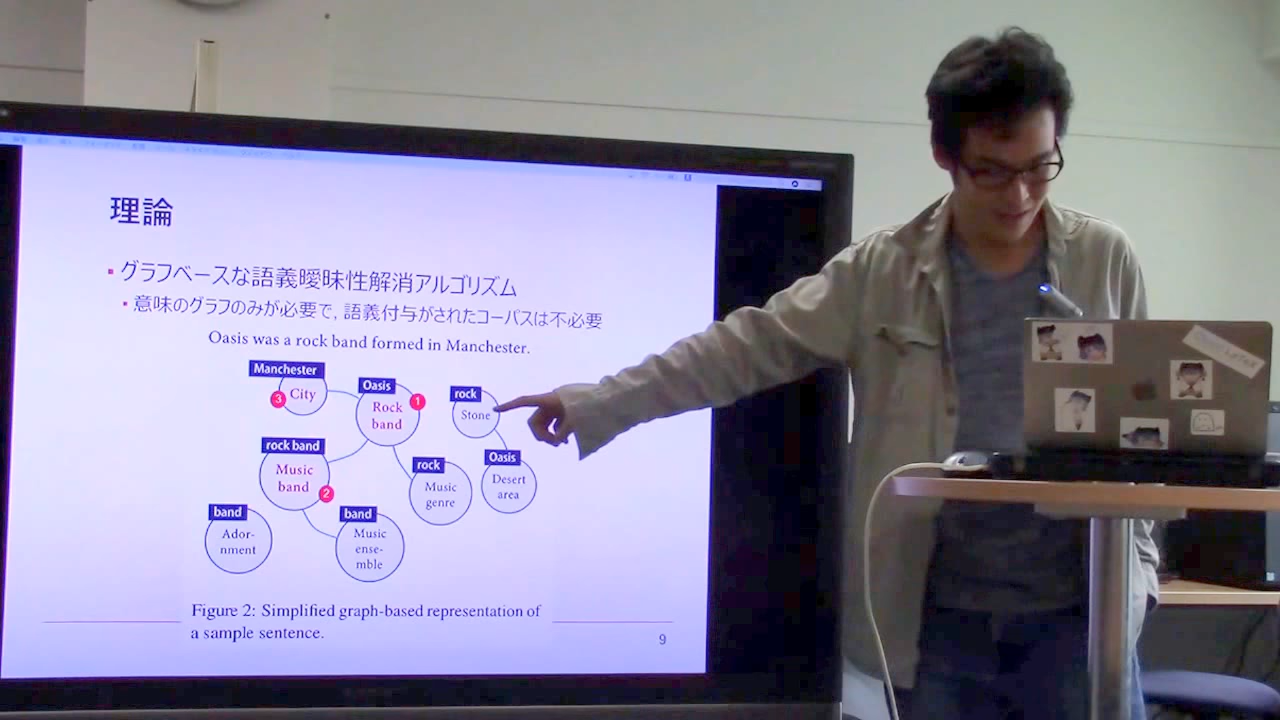 理論
グラフベースな語義曖昧性解消アルゴリズム
意味のグラフのみが必要で, 語義付与がされたコーパスは不必要
Oasis was a rock band formed in Manchester.
Manchester
City
3
Oasis
Rock
band
1
rock
Stone
rock band
Music
band
2
rock
Music
genre
Oasis
Desert
area
band
Ador-
nment
band
Music
ense-
mble
Figure 2: Simplified graph-based representation of
a sample sentence.
9